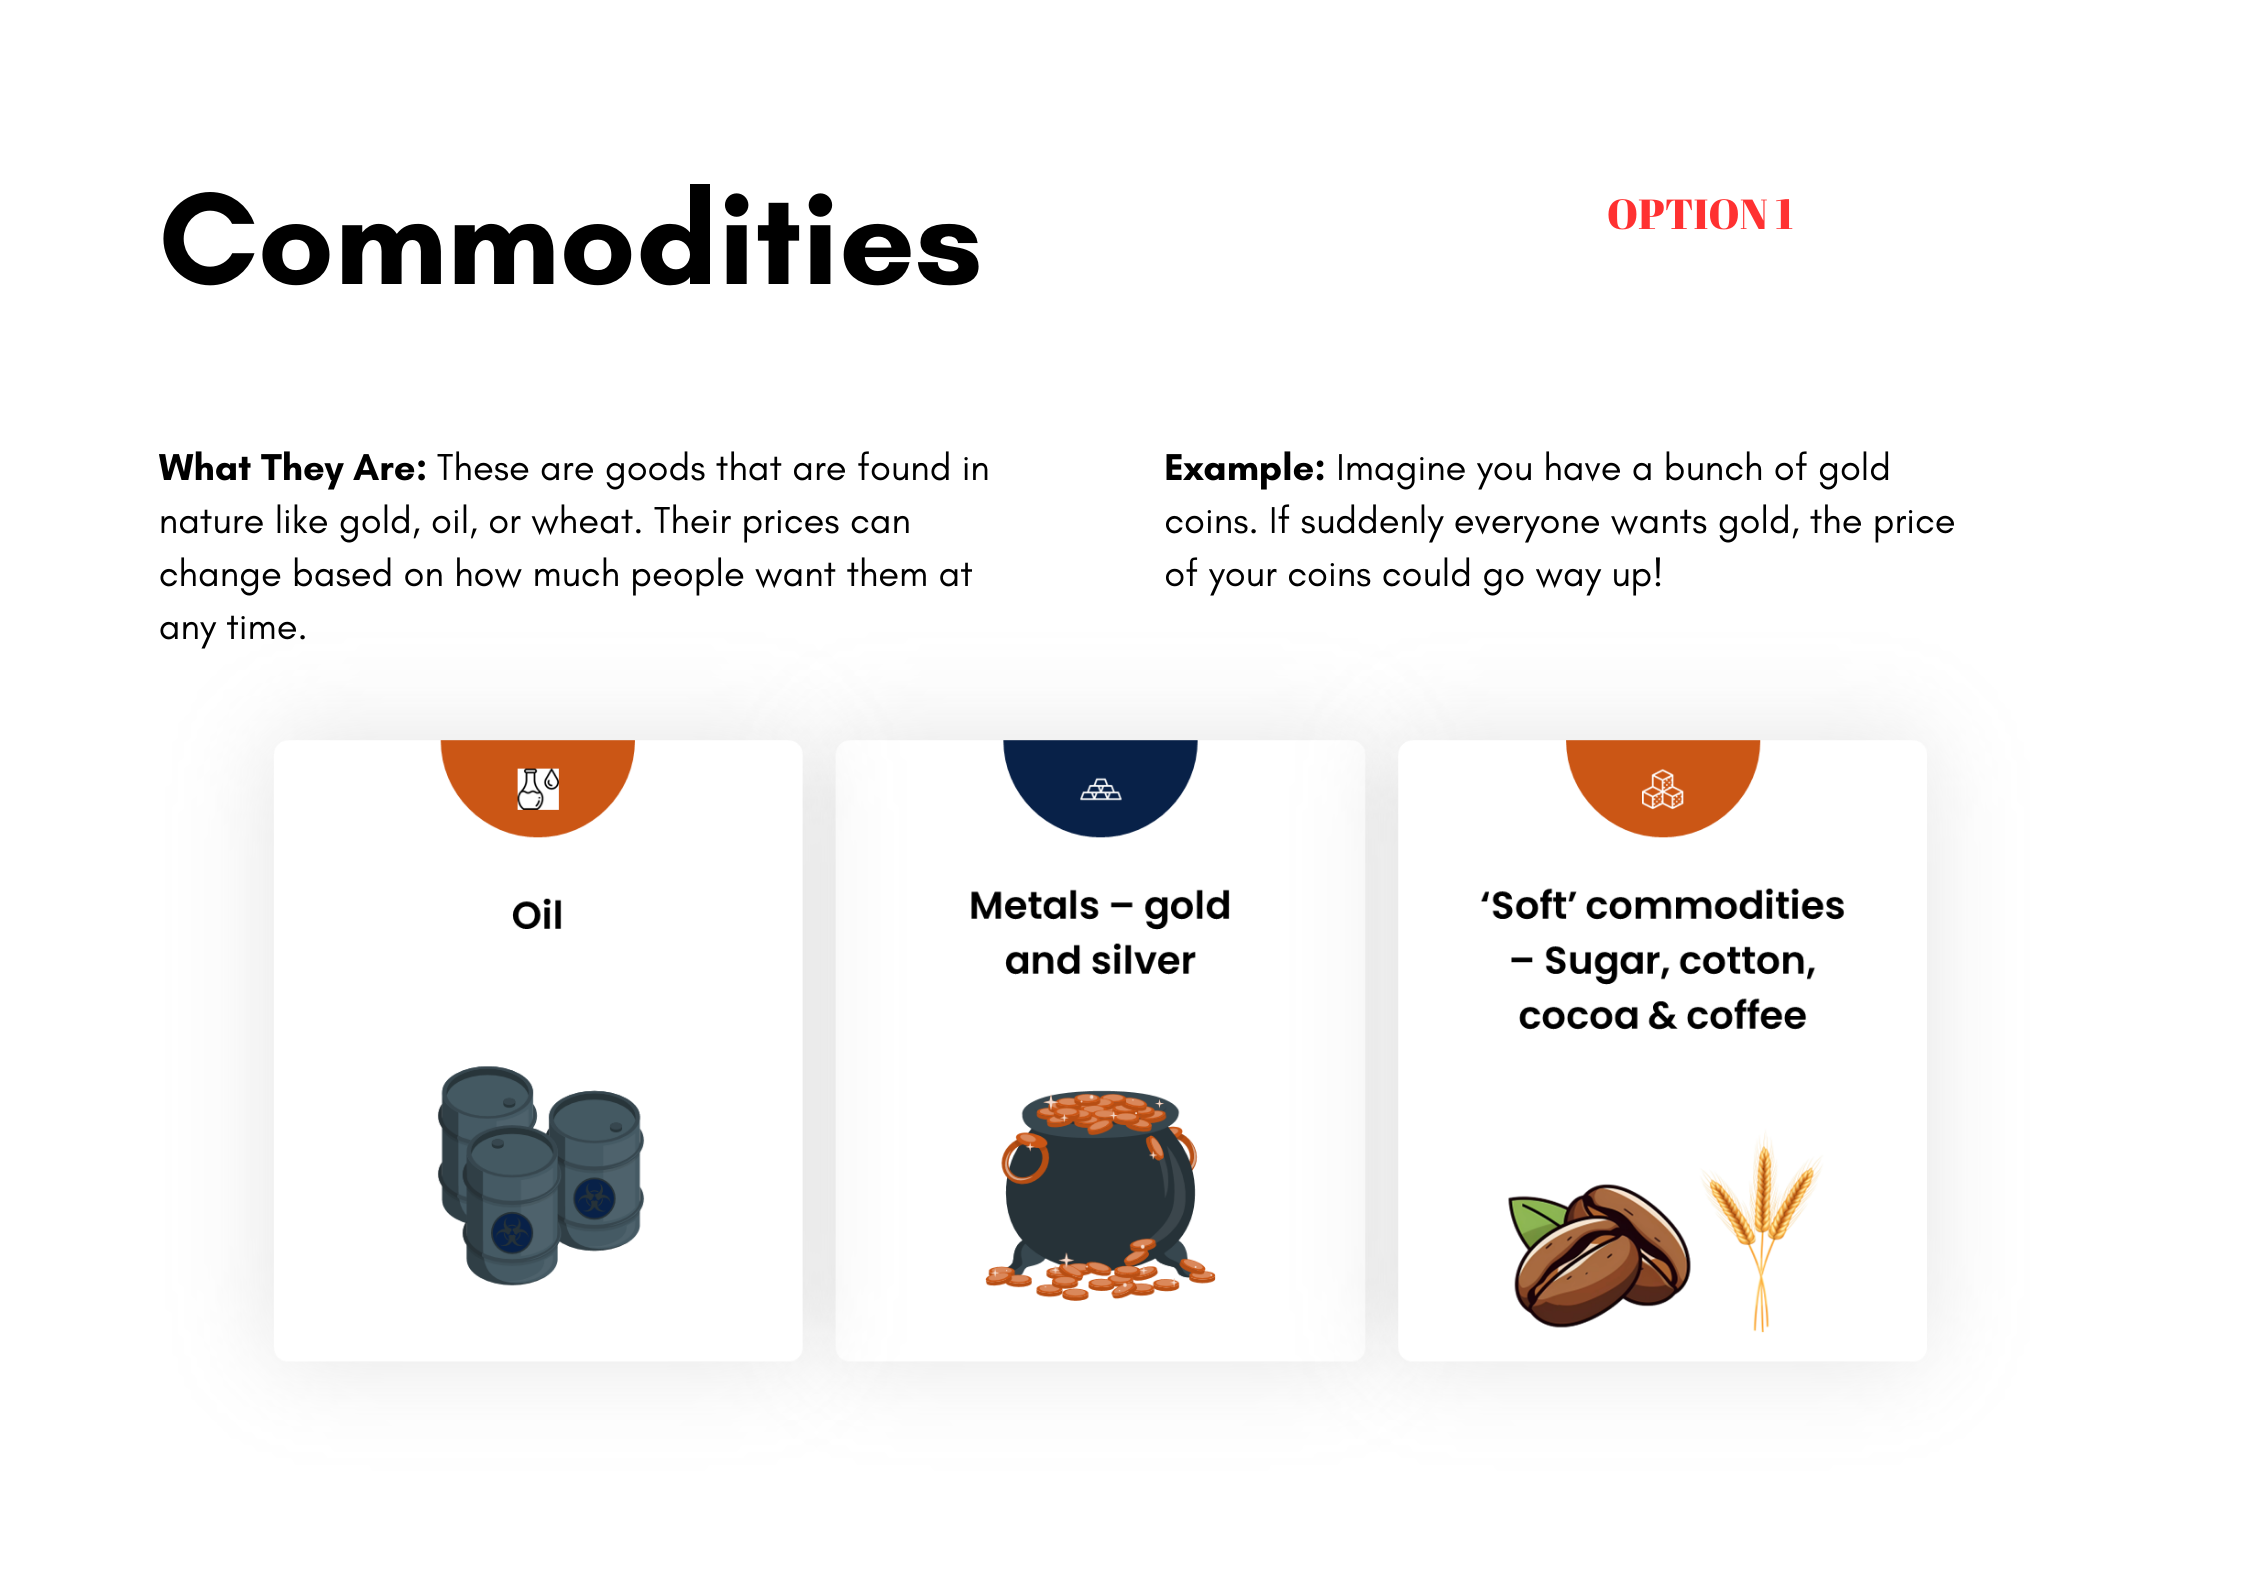 Commodities
OPTION 1
What They Are: These are goods that are found in
nature like gold, oil, or wheat. Their prices can
change based on how much people want them at
any time.
Example: Imagine you have a bunch of gold
coins. If suddenly everyone wants gold, the price
of your coins could go way up!
Oil
Metals – gold
and silver
‘Soft’ commodities
– Sugar, cotton,
cocoa & coffee